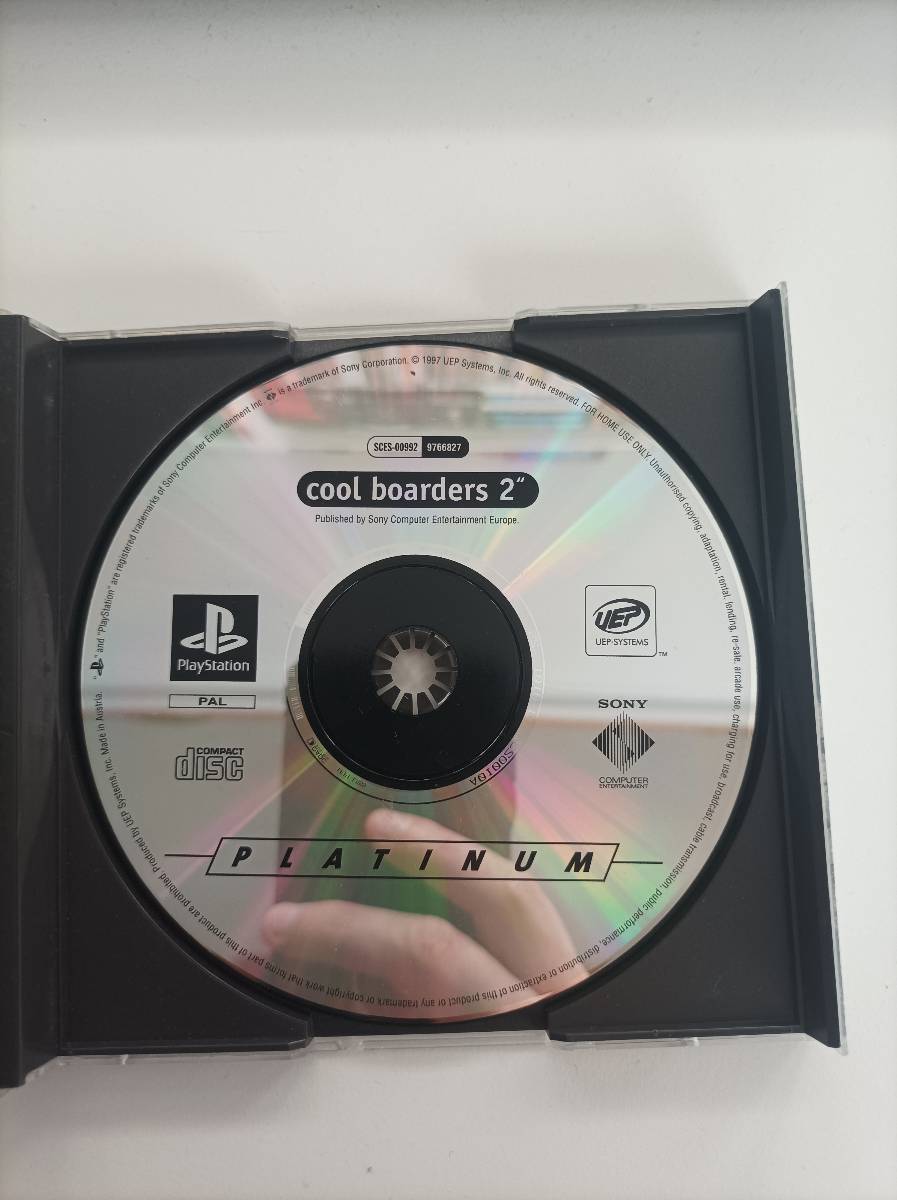 "PS" and "PlayStation" are registered trademarks of Sony Computer Entertainment Inc. is a trademark of Sony Corporation. © 1997 UEP Systems, Inc. All rights reserved. FOR HOME USE ONLY. Unauthorised copying, adaptation, rental, lending, re-sale, arcade use, charging for use, broadcast, cable transmission, public performance, distribution or extraction of this product or any trademark or copyright work that forms part of this product are prohibited. Produced by UEP Systems, Inc. Made in Austria.
SCES-00992 9766827
cool boarders 2"
Published by Sony Computer Entertainment Europe.
PlayStation
PAL
COMPACT
disc
UEP
UEP-SYSTEMS
TM
SONY
COMPUTER
ENTERTAINMENT
S0010A
PLATINUM